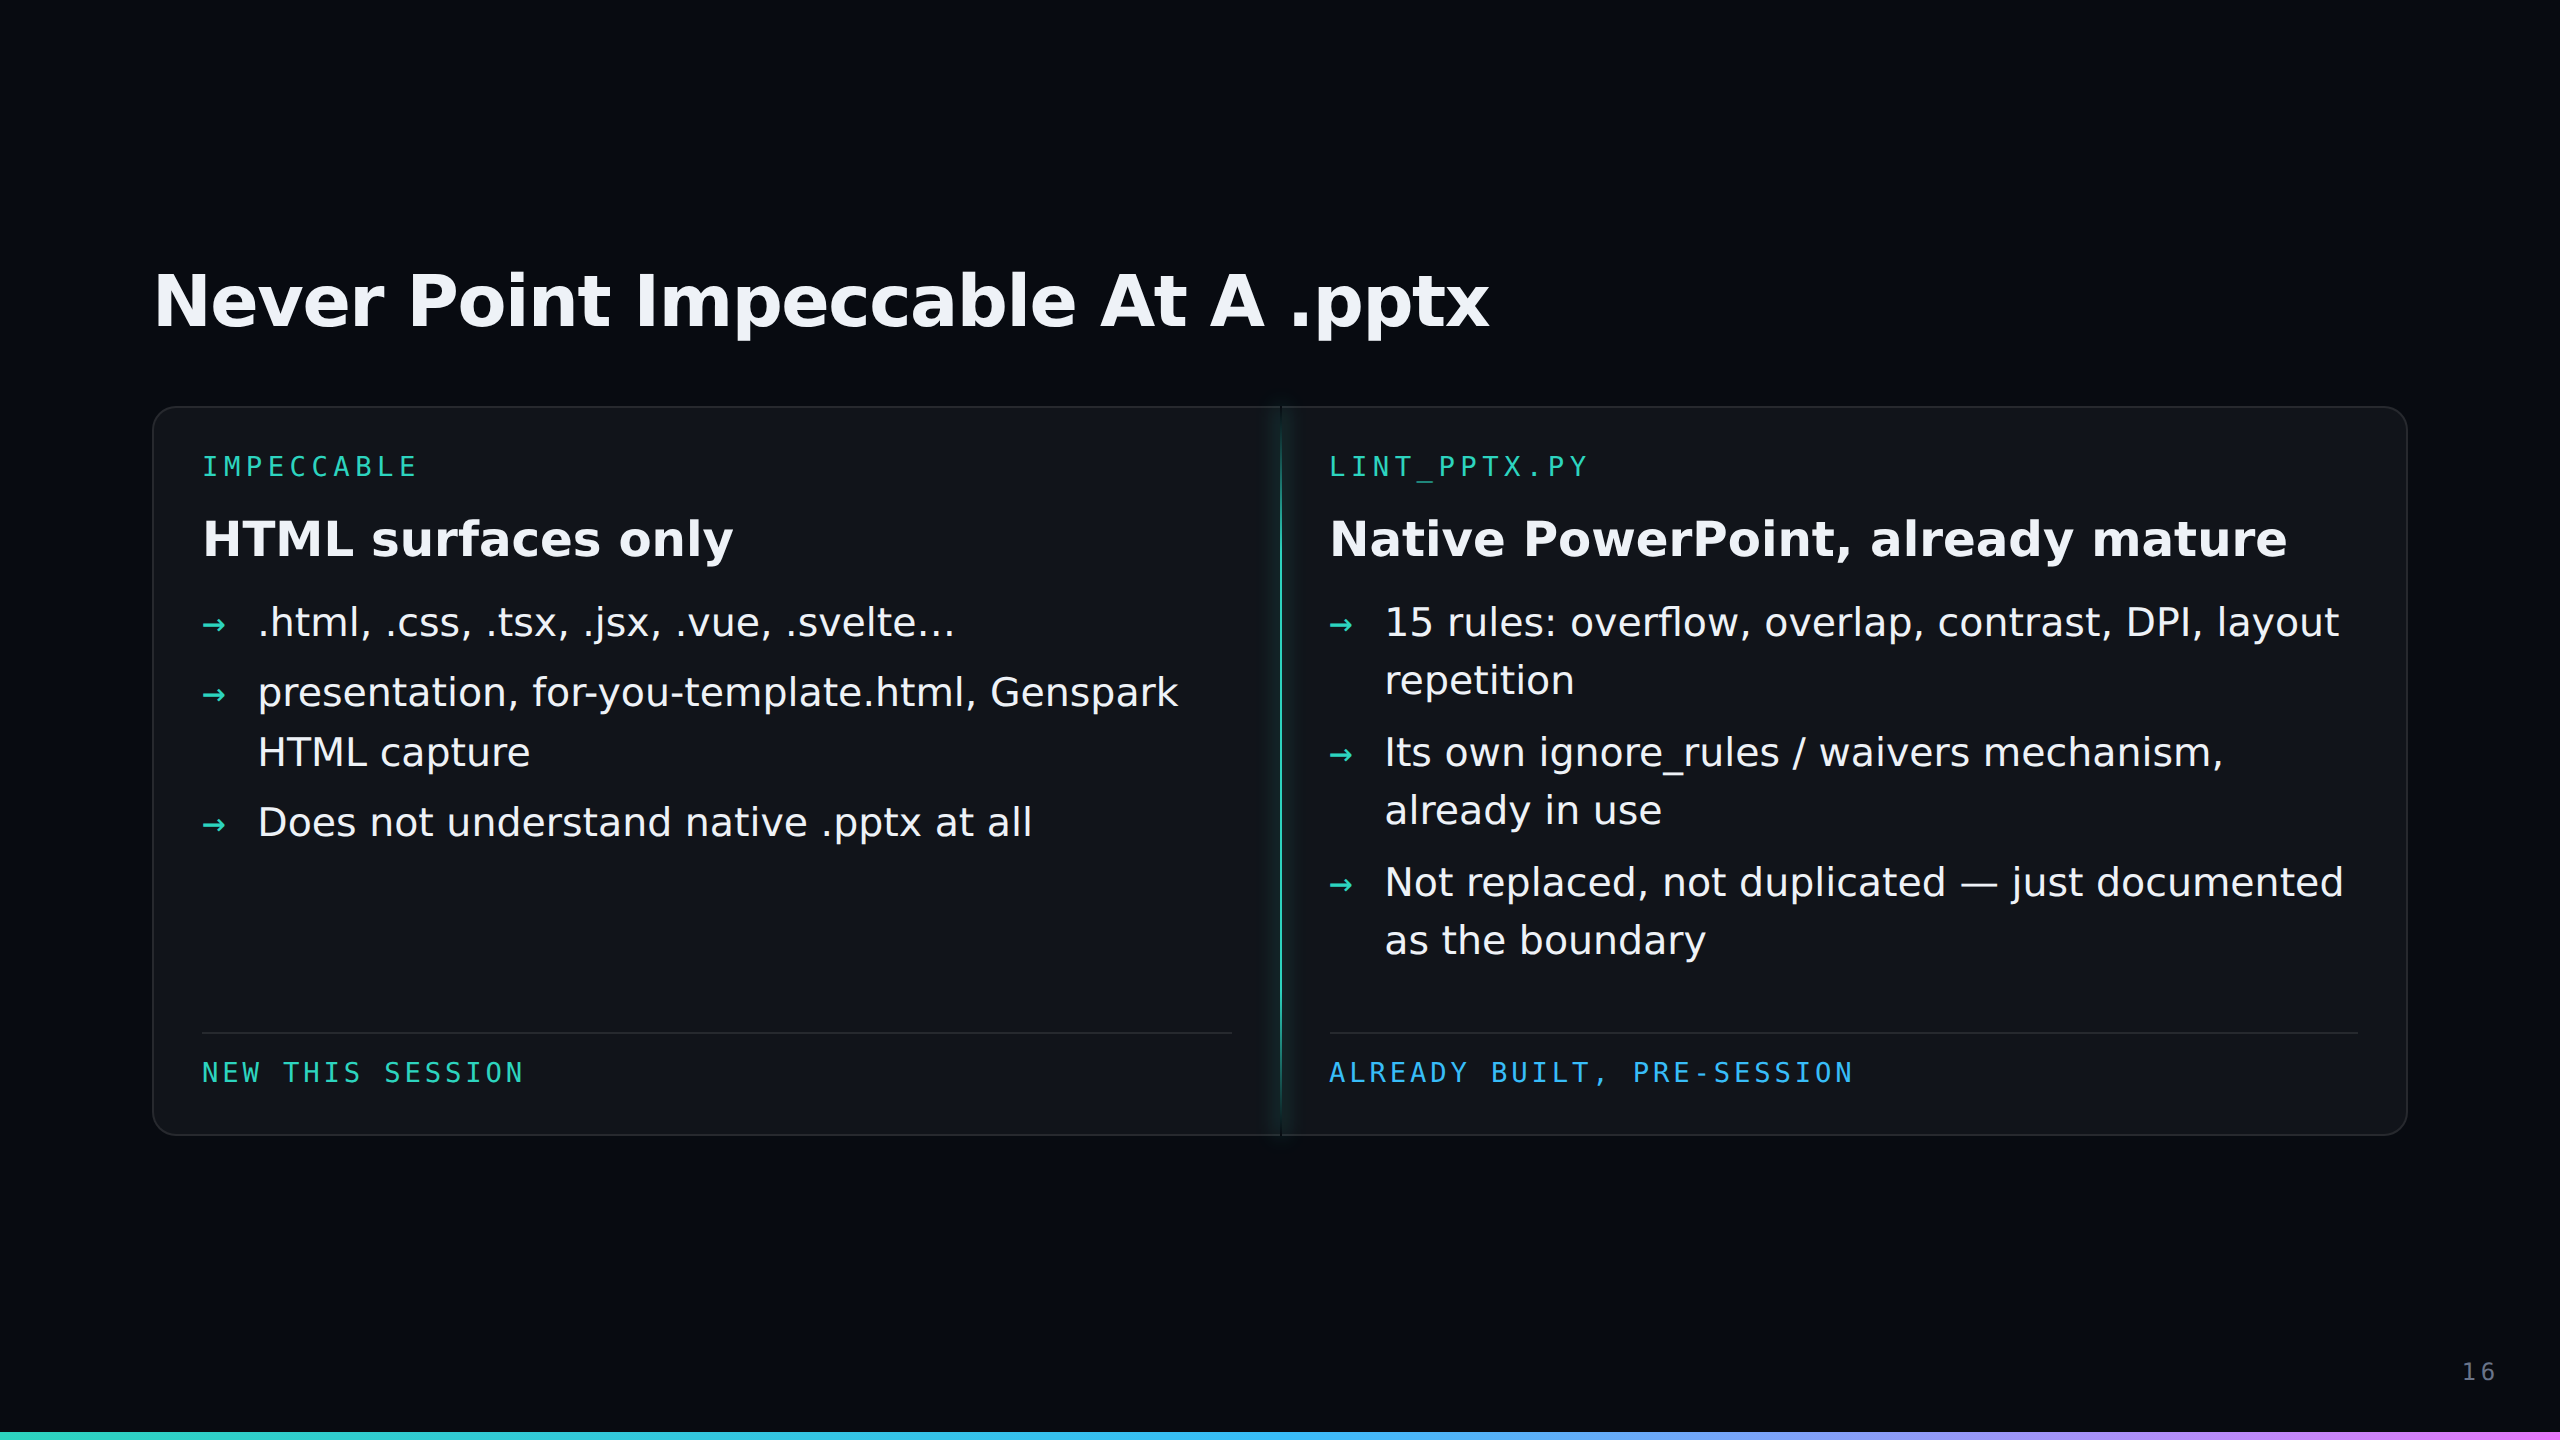 Never Point Impeccable At A .pptx
IMPECCABLE
HTML surfaces only
→ .html, .css, .tsx, .jsx, .vue, .svelte…
→ presentation, for-you-template.html, Genspark
HTML capture
→ Does not understand native .pptx at all
NEW THIS SESSION
LINT_PPTX.PY
Native PowerPoint, already mature
→ 15 rules: overflow, overlap, contrast, DPI, layout
repetition
→ Its own ignore_rules / waivers mechanism,
already in use
→ Not replaced, not duplicated — just documented
as the boundary
ALREADY BUILT, PRE-SESSION
16